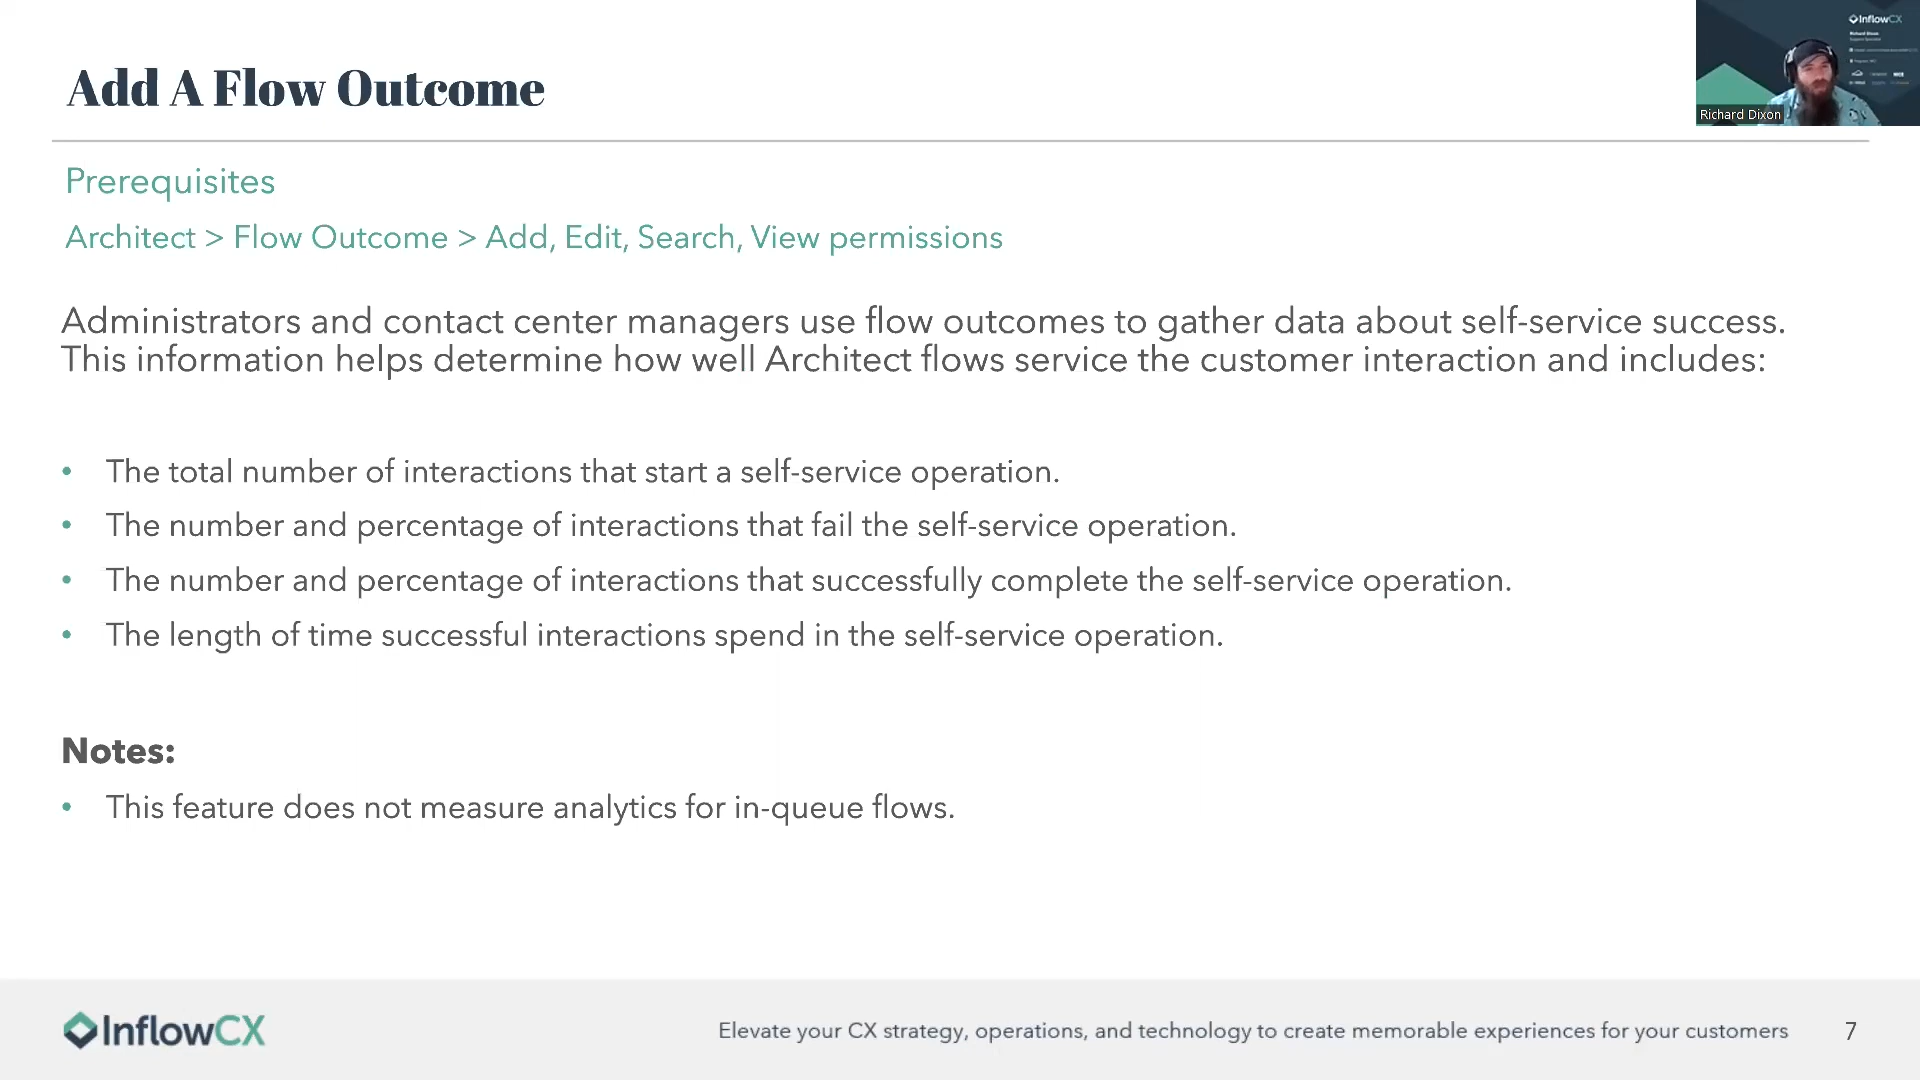 Add A Flow Outcome
InflowCX
Richard Dixon
Richard Dixon
Prerequisites
Architect > Flow Outcome > Add, Edit, Search, View permissions
Administrators and contact center managers use flow outcomes to gather data about self-service success.
This information helps determine how well Architect flows service the customer interaction and includes:
• The total number of interactions that start a self-service operation.
• The number and percentage of interactions that fail the self-service operation.
• The number and percentage of interactions that successfully complete the self-service operation.
• The length of time successful interactions spend in the self-service operation.
Notes:
• This feature does not measure analytics for in-queue flows.
InflowCX
Elevate your CX strategy, operations, and technology to create memorable experiences for your customers
7